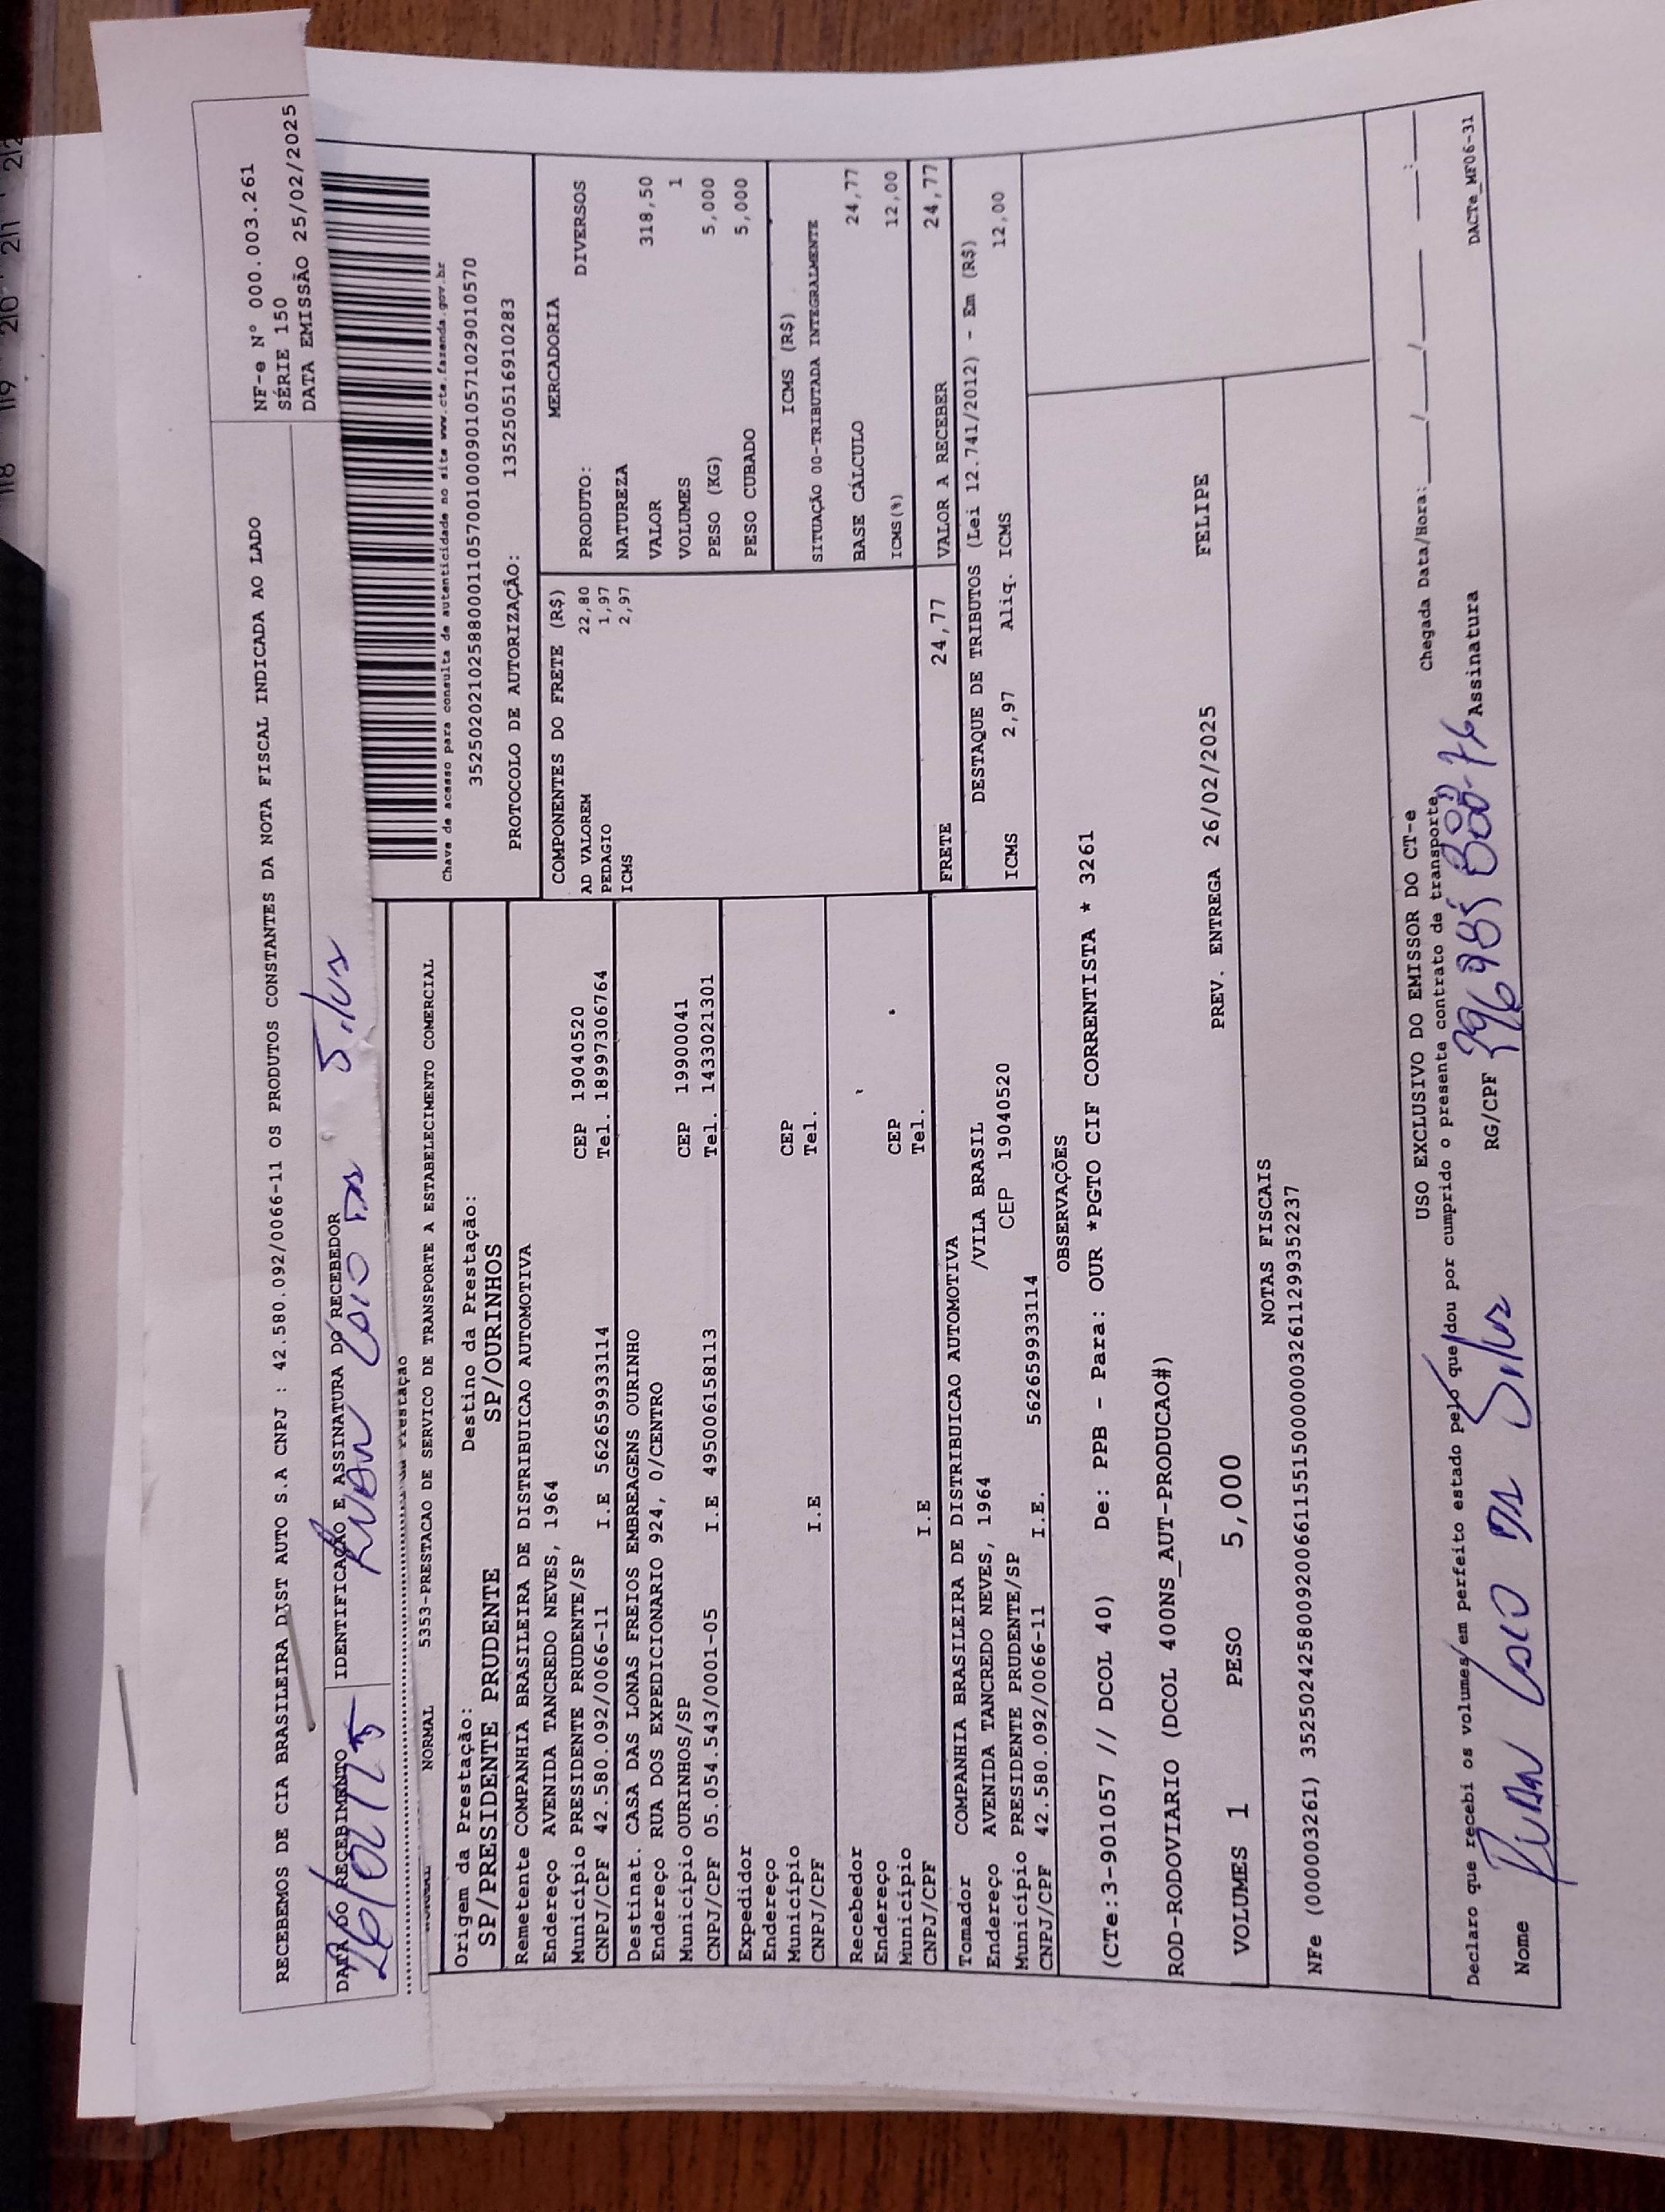 RECEBEMOS DE CIA BRASILEIRA DIST AUTO S.A CNPJ : 42.580.092/0066-11 OS PRODUTOS CONSTANTES DA NOTA FISCAL INDICADA AO LADO
NF-e N° 000.003.261
SÉRIE 150
DATA EMISSÃO 25/02/2025
DATA DO RECEBIMENTO
26/02/25
IDENTIFICAÇÃO E ASSINATURA DO RECEBEDOR
da Prestação
NORMAL 5353-PRESTACAO DE SERVICO DE TRANSPORTE A ESTABELECIMENTO COMERCIAL
Chave de acesso para consulta de autenticidade no site www.cte.fazenda.gov.br
35250202102588000110570010009010571029010570
PROTOCOLO DE AUTORIZAÇÃO: 135250516910283
Origem da Prestação: Destino da Prestação:
SP/PRESIDENTE PRUDENTE SP/OURINHOS
Remetente COMPANHIA BRASILEIRA DE DISTRIBUICAO AUTOMOTIVA
Endereço AVENIDA TANCREDO NEVES, 1964
Município PRESIDENTE PRUDENTE/SP CEP 19040520
CNPJ/CPF 42.580.092/0066-11 I.E 562659933114 Tel. 18997306764
Destinat. CASA DAS LONAS FREIOS EMBREAGENS OURINHO
Endereço RUA DOS EXPEDICIONARIO 924, 0/CENTRO
Município OURINHOS/SP CEP 19900041
CNPJ/CPF 05.054.543/0001-05 I.E 495006158113 Tel. 1433021301
Expedidor
Endereço
Município CEP
CNPJ/CPF I.E Tel.
Recebedor
Endereço
Município CEP
CNPJ/CPF I.E Tel.
Tomador COMPANHIA BRASILEIRA DE DISTRIBUICAO AUTOMOTIVA
Endereço AVENIDA TANCREDO NEVES, 1964 /VILA BRASIL
Município PRESIDENTE PRUDENTE/SP CEP 19040520
CNPJ/CPF 42.580.092/0066-11 I.E. 562659933114
COMPONENTES DO FRETE (R$)
AD VALOREM 22,80
PEDAGIO 1,97
ICMS 2,97
MERCADORIA
PRODUTO: DIVERSOS
NATUREZA
VALOR 318,50
VOLUMES 1
PESO (KG) 5,000
PESO CUBADO 5,000
ICMS (R$)
SITUAÇÃO 00-TRIBUTADA INTEGRALMENTE
BASE CÁLCULO 24,77
ICMS(%) 12,00
FRETE 24,77 VALOR A RECEBER 24,77
DESTAQUE DE TRIBUTOS (Lei 12.741/2012) - Em (R$)
ICMS 2,97 Aliq. ICMS 12,00
OBSERVAÇÕES
(CTe:3-901057 // DCOL 40) De: PPB - Para: OUR *PGTO CIF CORRENTISTA * 3261
ROD-RODOVIARIO (DCOL 400NS_AUT-PRODUCAO#)
VOLUMES 1 PESO 5,000 PREV. ENTREGA 26/02/2025 FELIPE
NOTAS FISCAIS
NFe (00003261) 35250242580092006611551500000032611299352237
USO EXCLUSIVO DO EMISSOR DO CT-e
Declaro que recebi os volumes em perfeito estado pelo que dou por cumprido o presente contrato de transporte, Chegada Data/Hora:____/____/____ ___:___
Nome RG/CPF Assinatura
DACTe_MF06-31